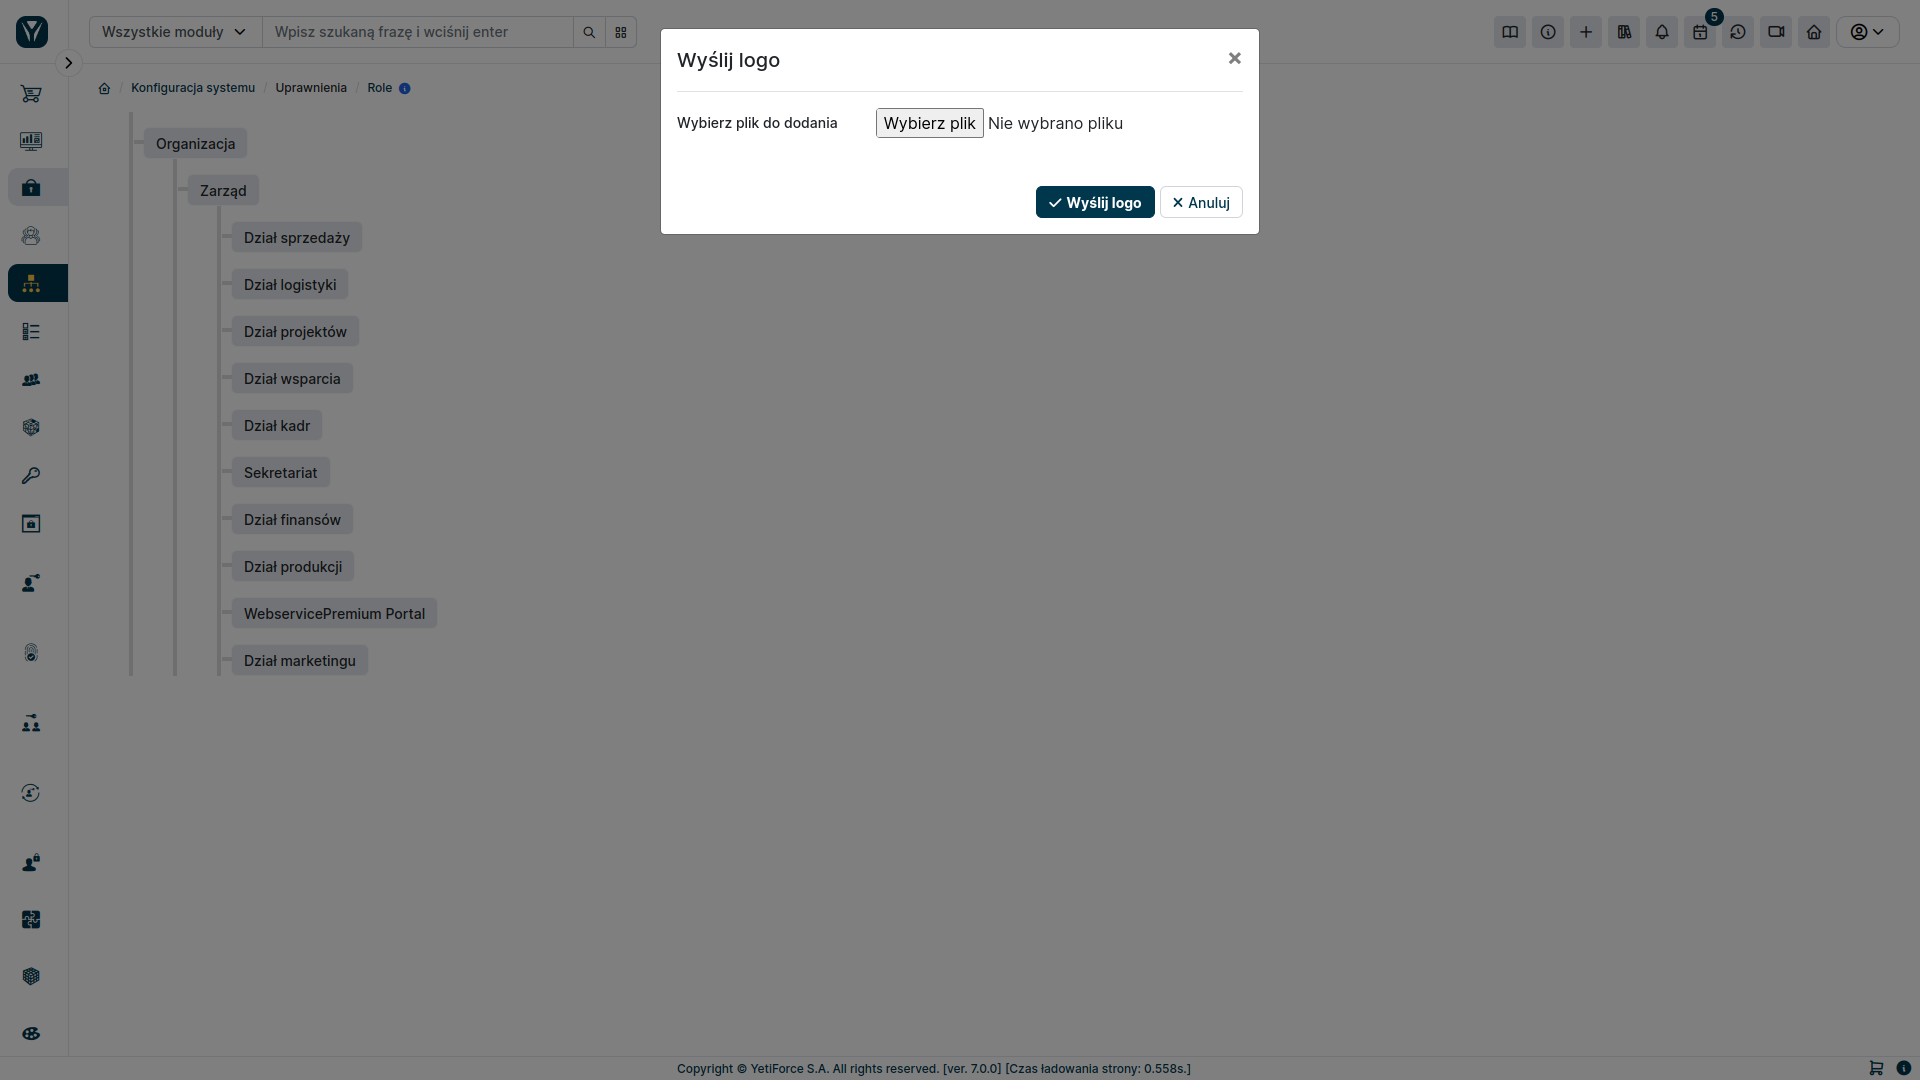 Wszystkie moduły
Wpisz szukaną frazę i wciśnij enter
5
Konfiguracja systemu / Uprawnienia / Role
Wyślij logo
Wybierz plik do dodania
Wybierz plik Nie wybrano pliku
Wyślij logo
Anuluj
Organizacja
Zarząd
Dział sprzedaży
Dział logistyki
Dział projektów
Dział wsparcia
Dział kadr
Sekretariat
Dział finansów
Dział produkcji
WebservicePremium Portal
Dział marketingu
Copyright © YetiForce S.A. All rights reserved. [ver. 7.0.0] [Czas ładowania strony: 0.558s.]